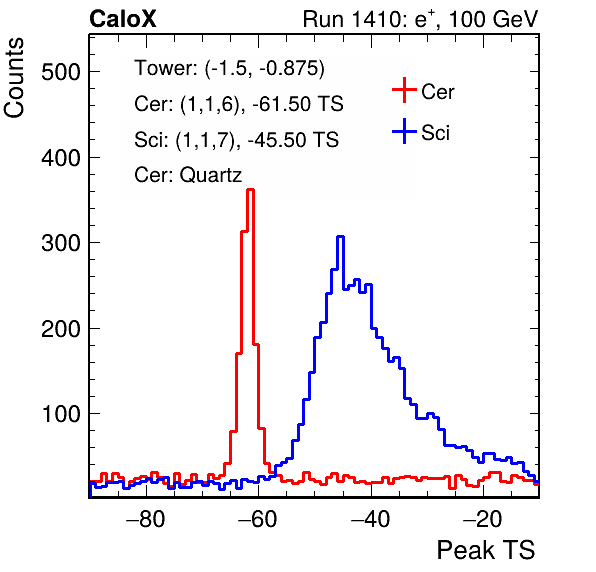 CaloX Run 1410: e⁺, 100 GeV
Counts
Tower: (-1.5, -0.875)
Cer: (1,1,6), -61.50 TS
Sci: (1,1,7), -45.50 TS
Cer: Quartz
Cer
Sci
500
400
300
200
100
−80 −60 −40 −20
Peak TS